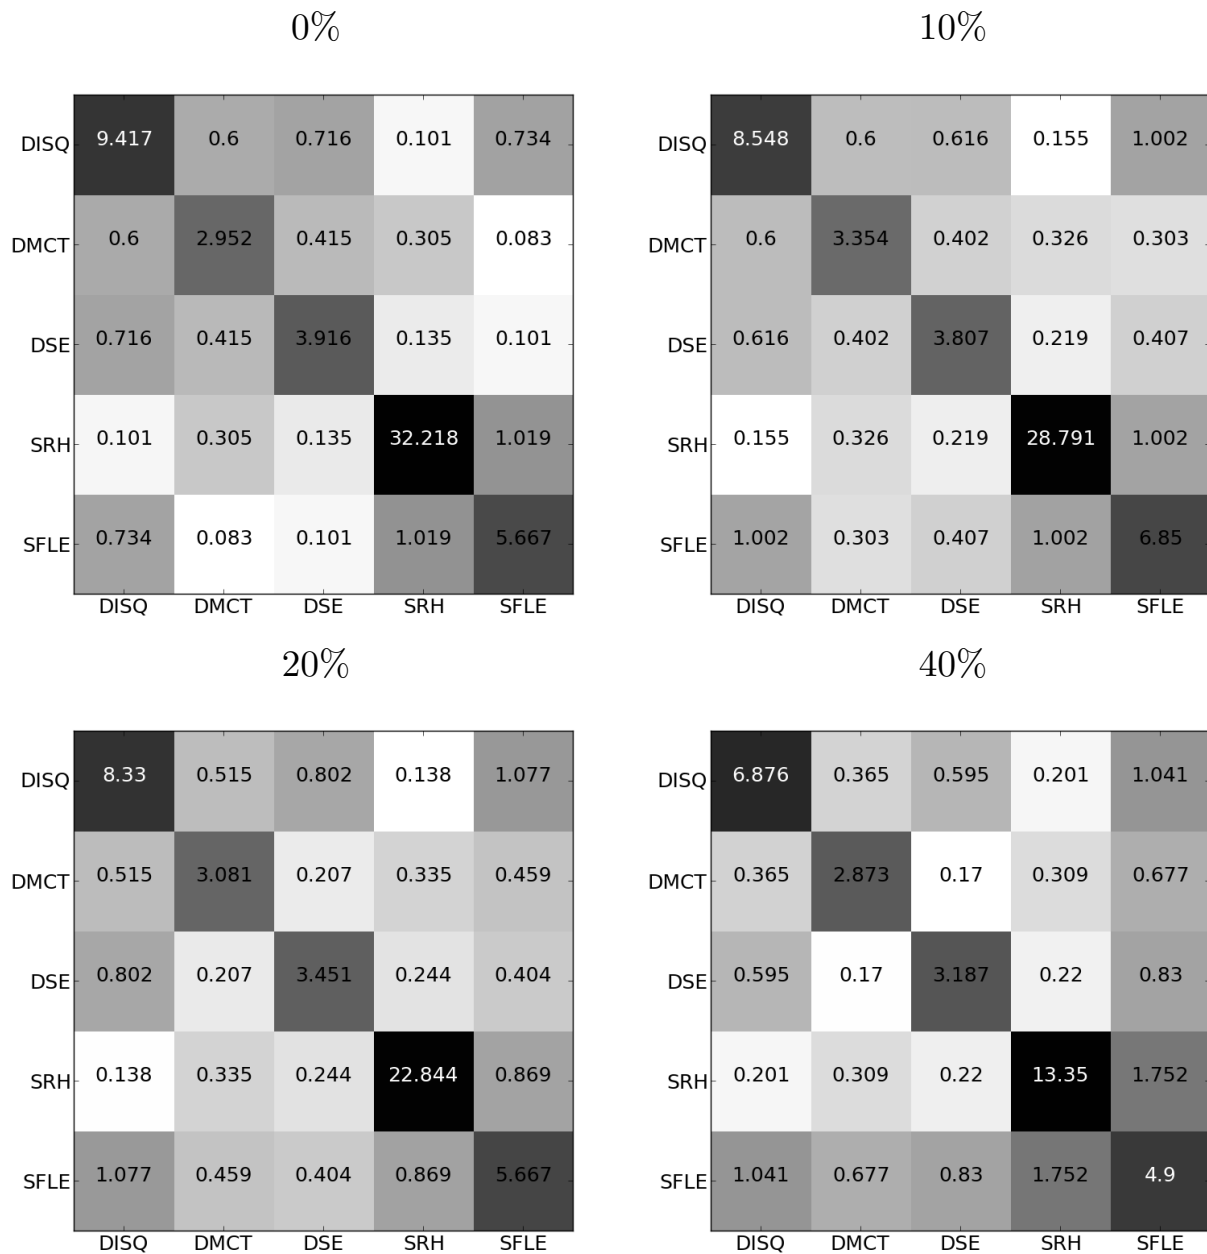 0%
DISQ 9.417 0.6 0.716 0.101 0.734
DMCT 0.6 2.952 0.415 0.305 0.083
DSE 0.716 0.415 3.916 0.135 0.101
SRH 0.101 0.305 0.135 32.218 1.019
SFLE 0.734 0.083 0.101 1.019 5.667
DISQ DMCT DSE SRH SFLE
10%
DISQ 8.548 0.6 0.616 0.155 1.002
DMCT 0.6 3.354 0.402 0.326 0.303
DSE 0.616 0.402 3.807 0.219 0.407
SRH 0.155 0.326 0.219 28.791 1.002
SFLE 1.002 0.303 0.407 1.002 6.85
DISQ DMCT DSE SRH SFLE
20%
DISQ 8.33 0.515 0.802 0.138 1.077
DMCT 0.515 3.081 0.207 0.335 0.459
DSE 0.802 0.207 3.451 0.244 0.404
SRH 0.138 0.335 0.244 22.844 0.869
SFLE 1.077 0.459 0.404 0.869 5.667
DISQ DMCT DSE SRH SFLE
40%
DISQ 6.876 0.365 0.595 0.201 1.041
DMCT 0.365 2.873 0.17 0.309 0.677
DSE 0.595 0.17 3.187 0.22 0.83
SRH 0.201 0.309 0.22 13.35 1.752
SFLE 1.041 0.677 0.83 1.752 4.9
DISQ DMCT DSE SRH SFLE